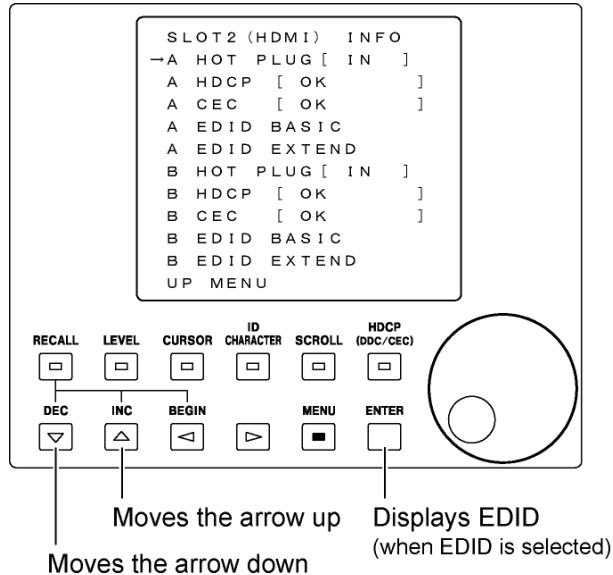 SLOT2(HDMI) INFO
→A HOT PLUG[ IN ]
A HDCP [ OK ]
A CEC [ OK ]
A EDID BASIC
A EDID EXTEND
B HOT PLUG[ IN ]
B HDCP [ OK ]
B CEC [ OK ]
B EDID BASIC
B EDID EXTEND
UP MENU
RECALL LEVEL CURSOR ID CHARACTER SCROLL HDCP (DDC/CEC)
DEC INC BEGIN MENU ENTER
Moves the arrow up
Displays EDID
(when EDID is selected)
Moves the arrow down